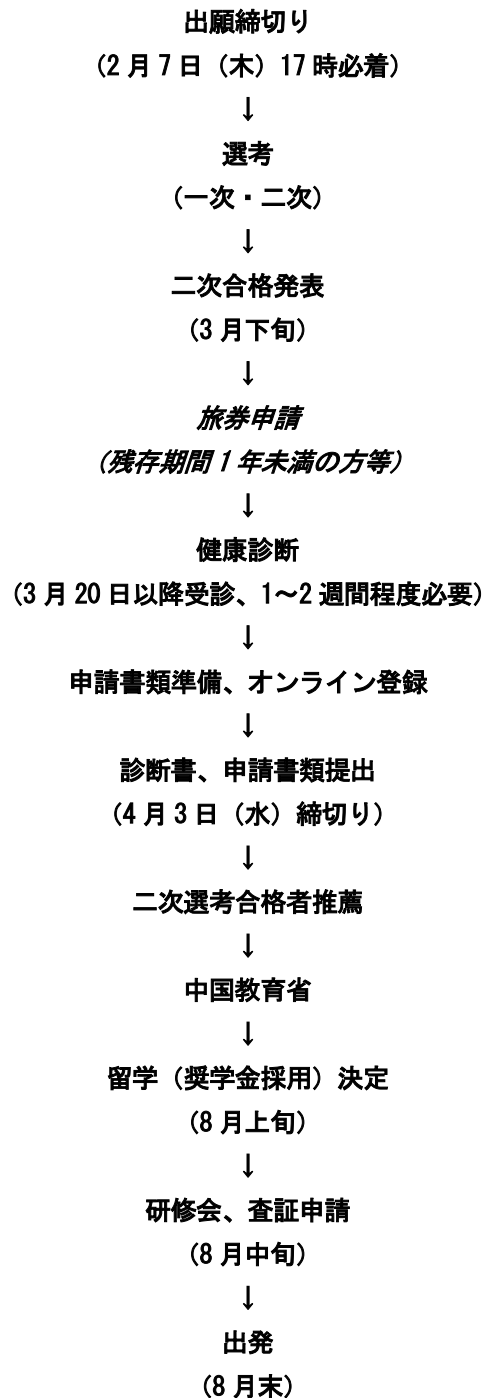 出願締切り
(2月7日(木)17時必着)
↓
選考
(一次・二次)
↓
二次合格発表
(3月下旬)
↓
旅券申請
(残存期間1年未満の方等)
↓
健康診断
(3月20日以降受診、1～2週間程度必要)
↓
申請書類準備、オンライン登録
↓
診断書、申請書類提出
(4月3日(水)締切り)
↓
二次選考合格者推薦
↓
中国教育省
↓
留学(奨学金採用)決定
(8月上旬)
↓
研修会、査証申請
(8月中旬)
↓
出発
(8月末)